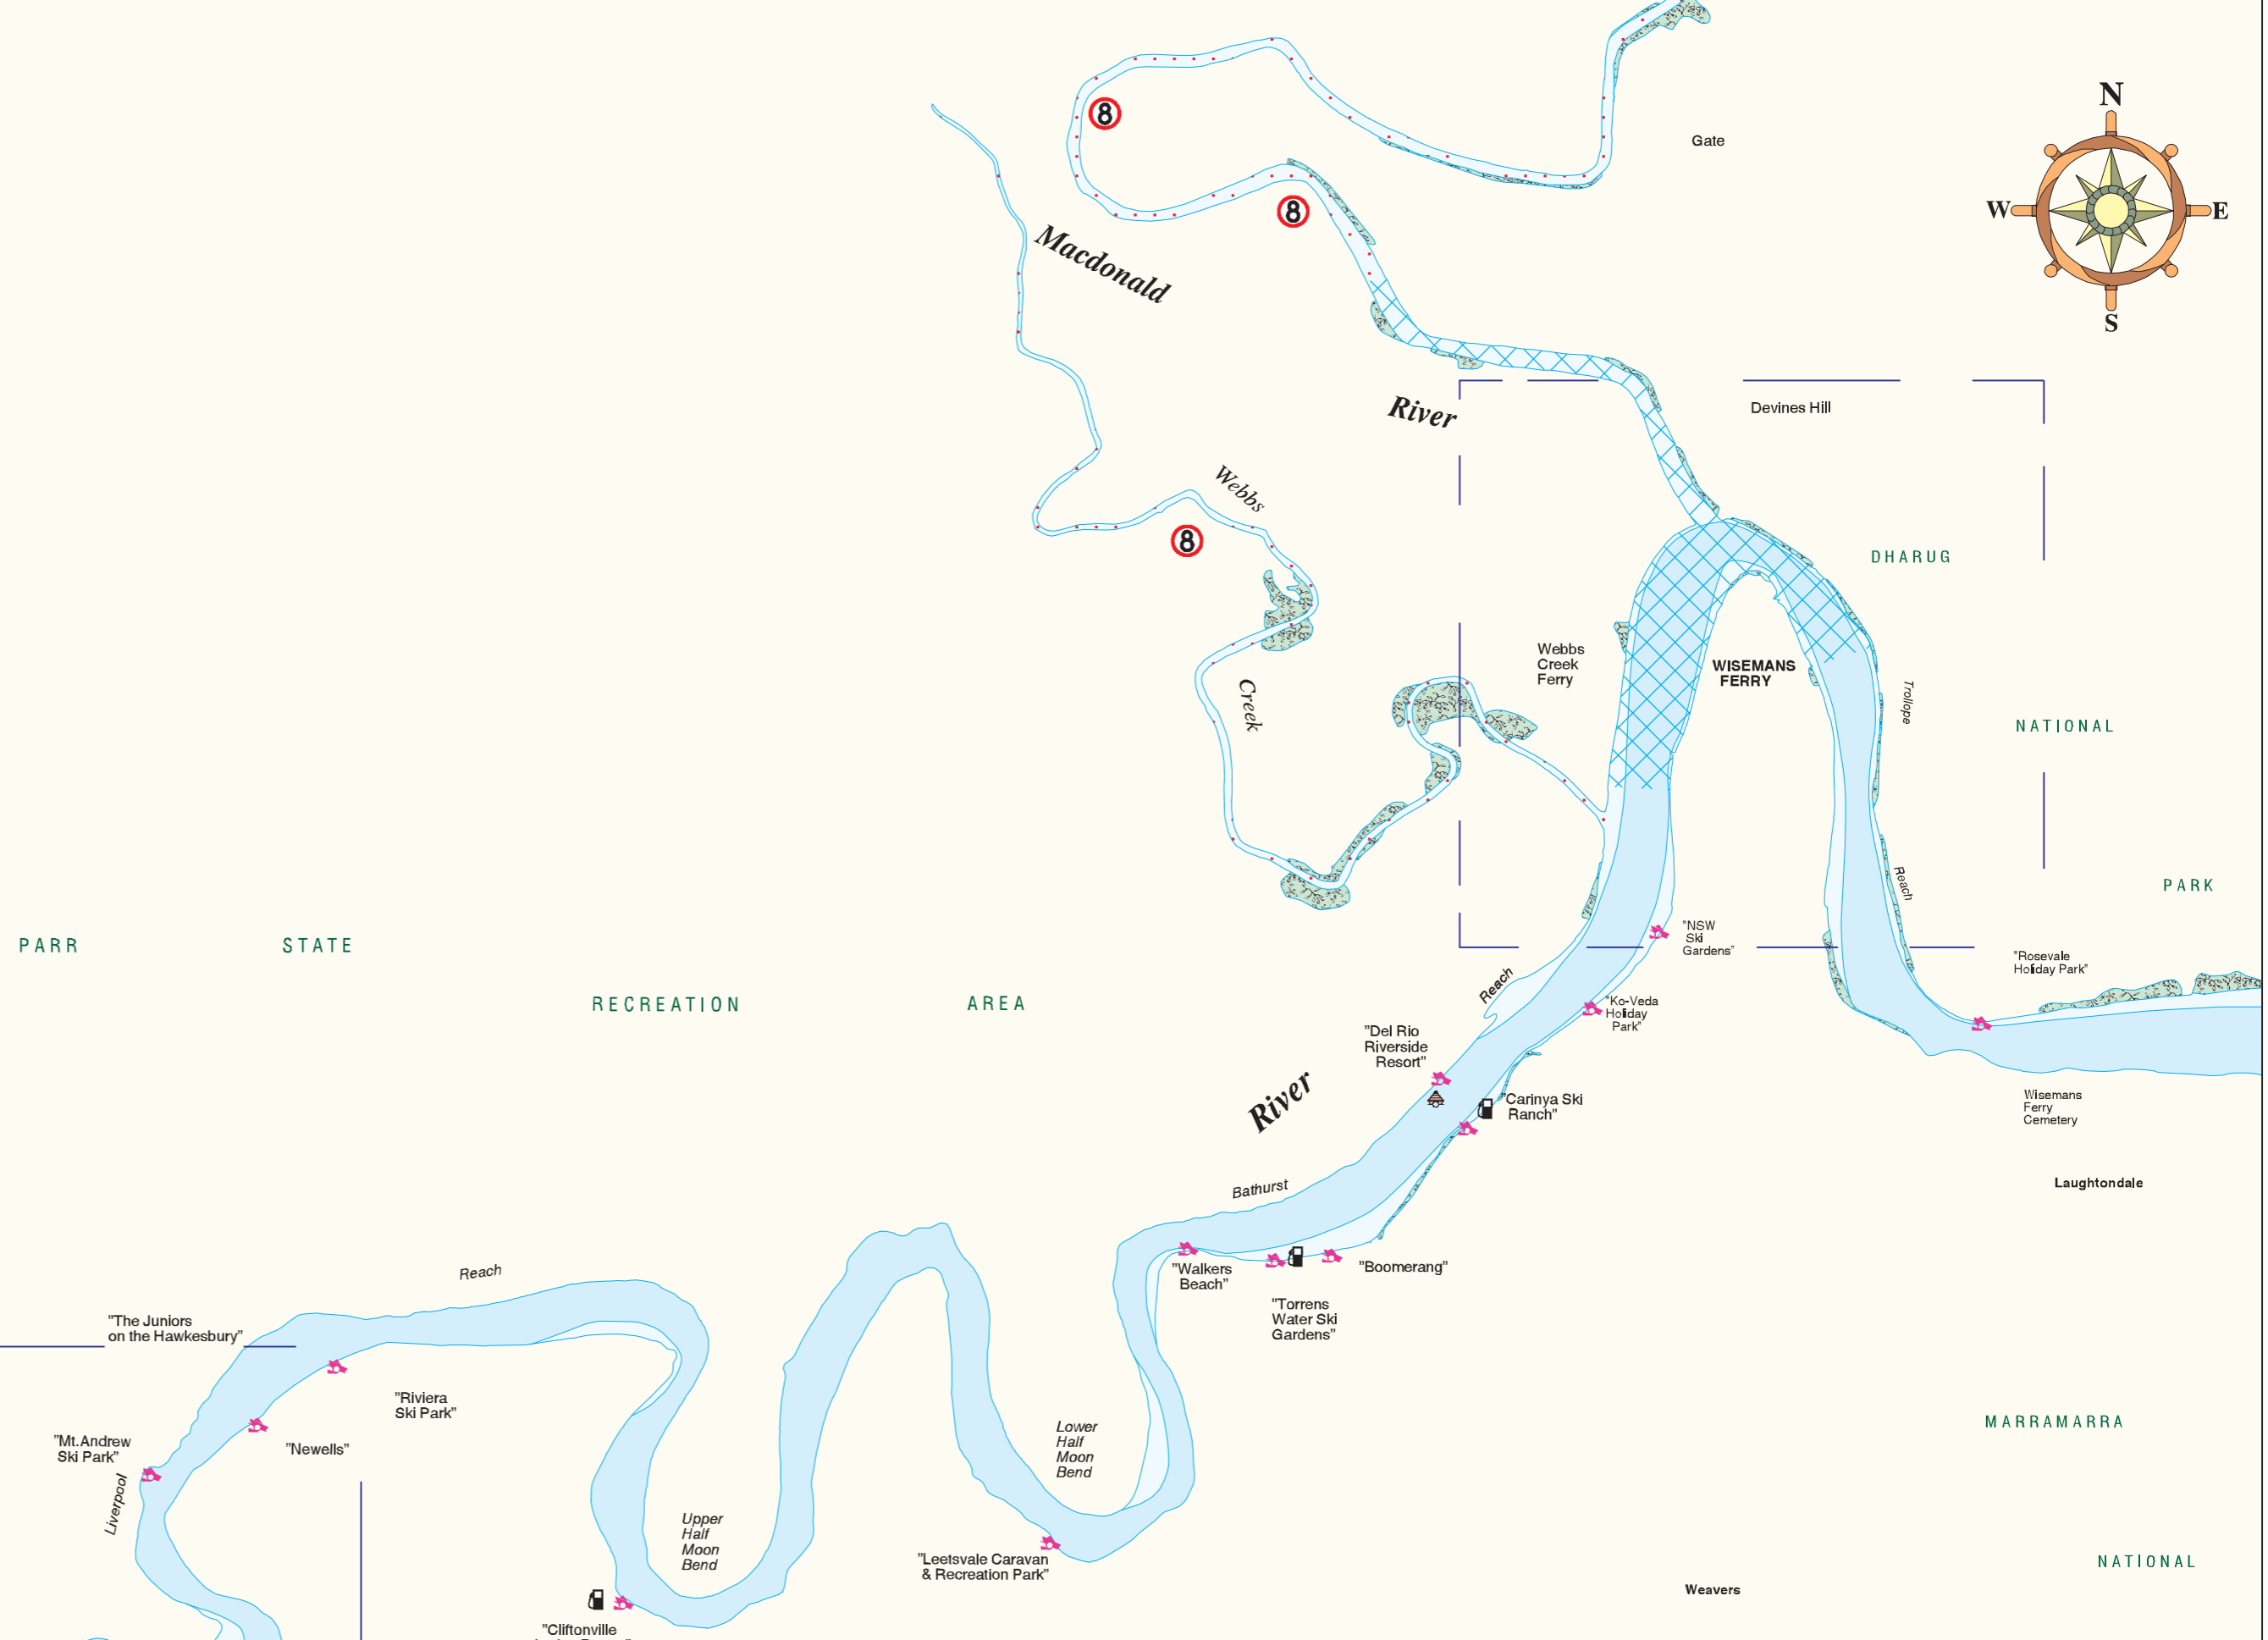 N
W
E
S
8
8
8
Gate
Macdonald
River
Devines Hill
Webbs
Creek
DHARUG
NATIONAL
PARK
Webbs
Creek
Ferry
WISEMANS
FERRY
Trollope
Reach
PARR
STATE
RECREATION
AREA
"NSW
Ski
Gardens"
"Rosevale
Holiday Park"
Reach
"Ko-Veda
Holiday
Park"
"Del Rio
Riverside
Resort"
River
"Carinya Ski
Ranch"
Wisemans
Ferry
Cemetery
Laughtondale
Bathurst
"Walkers
Beach"
"Boomerang"
"Torrens
Water Ski
Gardens"
Reach
"The Juniors
on the Hawkesbury"
"Riviera
Ski Park"
"Newells"
"Mt.Andrew
Ski Park"
Liverpool
Lower
Half
Moon
Bend
Upper
Half
Moon
Bend
"Leetsvale Caravan
& Recreation Park"
MARRAMARRA
NATIONAL
Weavers
"Cliftonville